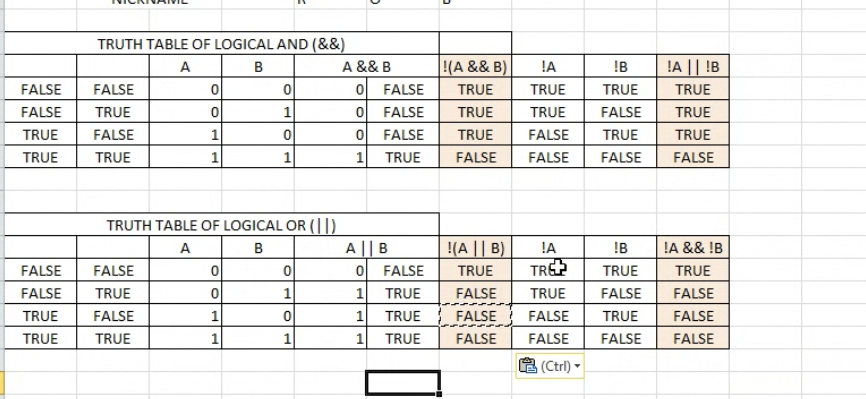 NICKNAME R O B
TRUTH TABLE OF LOGICAL AND (&&)
A B A && B !(A && B) !A !B !A || !B
FALSE FALSE 0 0 0 FALSE TRUE TRUE TRUE TRUE
FALSE TRUE 0 1 0 FALSE TRUE TRUE FALSE TRUE
TRUE FALSE 1 0 0 FALSE TRUE FALSE TRUE TRUE
TRUE TRUE 1 1 1 TRUE FALSE FALSE FALSE FALSE
TRUTH TABLE OF LOGICAL OR (||)
A B A || B !(A || B) !A !B !A && !B
FALSE FALSE 0 0 0 FALSE TRUE TRUE TRUE TRUE
FALSE TRUE 0 1 1 TRUE FALSE TRUE FALSE FALSE
TRUE FALSE 1 0 1 TRUE FALSE FALSE TRUE FALSE
TRUE TRUE 1 1 1 TRUE FALSE FALSE FALSE FALSE
(Ctrl)